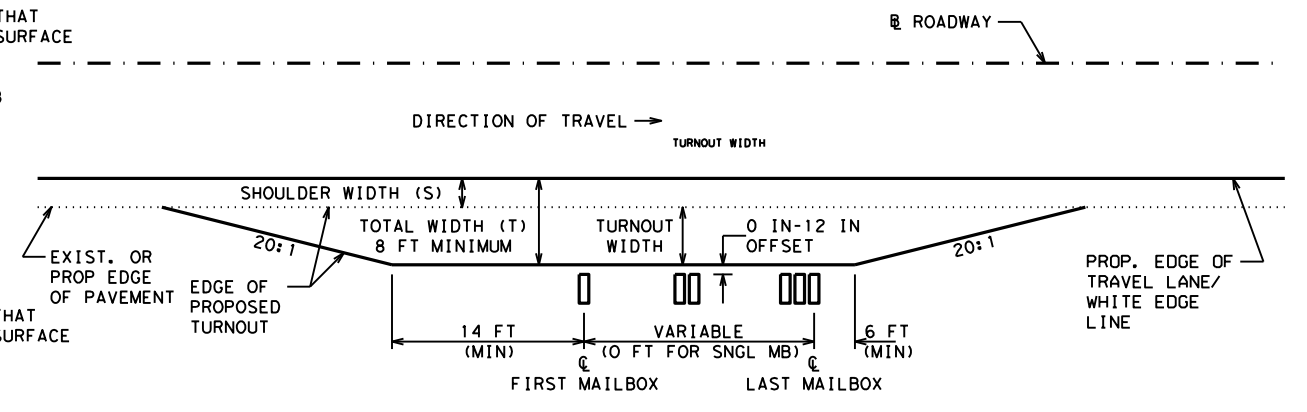 THAT
SURFACE
℄ ROADWAY
DIRECTION OF TRAVEL
TURNOUT WIDTH
SHOULDER WIDTH (S)
TOTAL WIDTH (T)
8 FT MINIMUM
TURNOUT
WIDTH
0 IN-12 IN
OFFSET
20:1
20:1
EXIST. OR
PROP EDGE
OF PAVEMENT
EDGE OF
PROPOSED
TURNOUT
PROP. EDGE OF
TRAVEL LANE/
WHITE EDGE
LINE
THAT
SURFACE
14 FT
(MIN)
VARIABLE
(0 FT FOR SNGL MB)
6 FT
(MIN)
℄
FIRST MAILBOX
℄
LAST MAILBOX